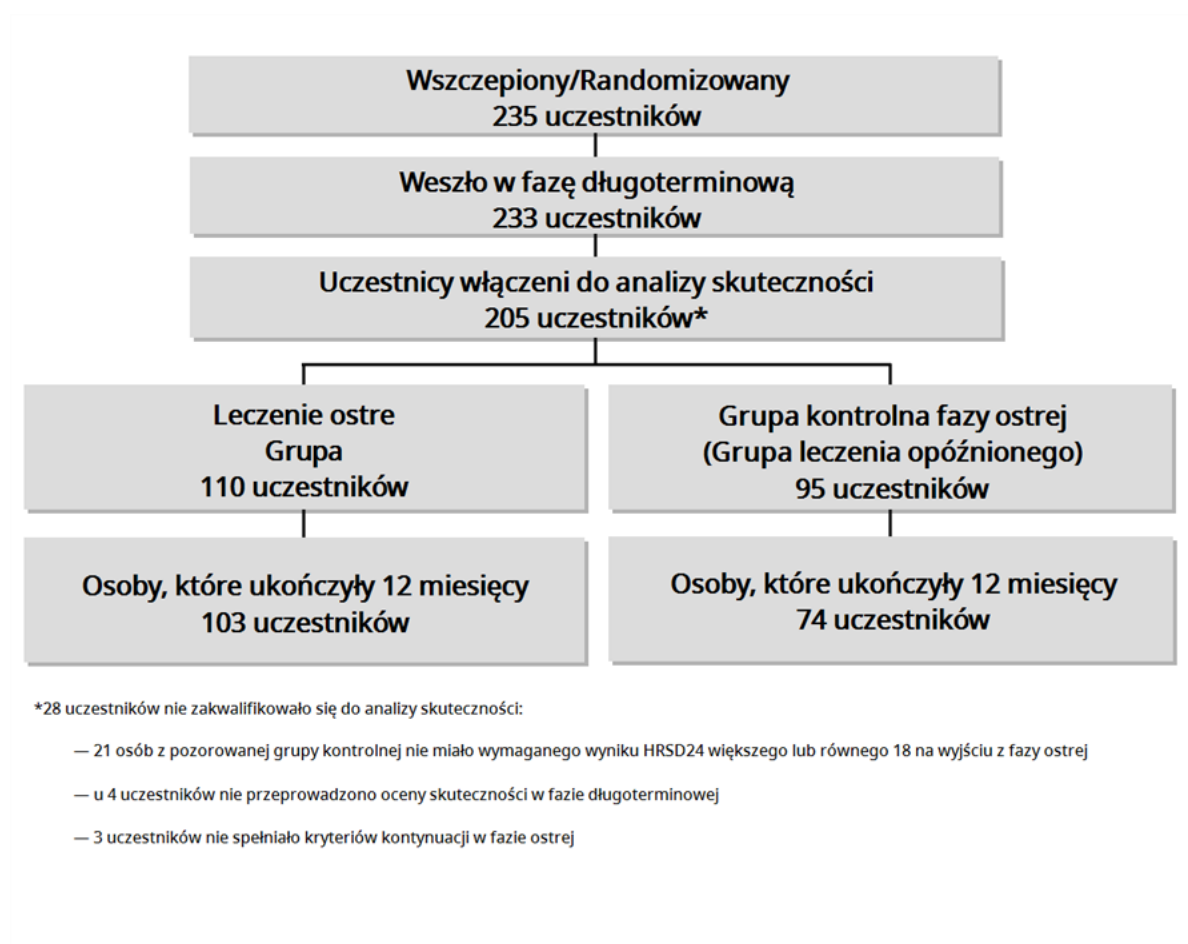 Wszczepiony/Randomizowany
235 uczestników
Weszło w fazę długoterminową
233 uczestników
Uczestnicy włączeni do analizy skuteczności
205 uczestników*
Leczenie ostre
Grupa
110 uczestników
Grupa kontrolna fazy ostrej
(Grupa leczenia opóźnionego)
95 uczestników
Osoby, które ukończyły 12 miesięcy
103 uczestników
Osoby, które ukończyły 12 miesięcy
74 uczestników
*28 uczestników nie zakwalifikowało się do analizy skuteczności:
— 21 osób z pozorowanej grupy kontrolnej nie miało wymaganego wyniku HRSD24 większego lub równego 18 na wyjściu z fazy ostrej
— u 4 uczestników nie przeprowadzono oceny skuteczności w fazie długoterminowej
— 3 uczestników nie spełniało kryteriów kontynuacji w fazie ostrej